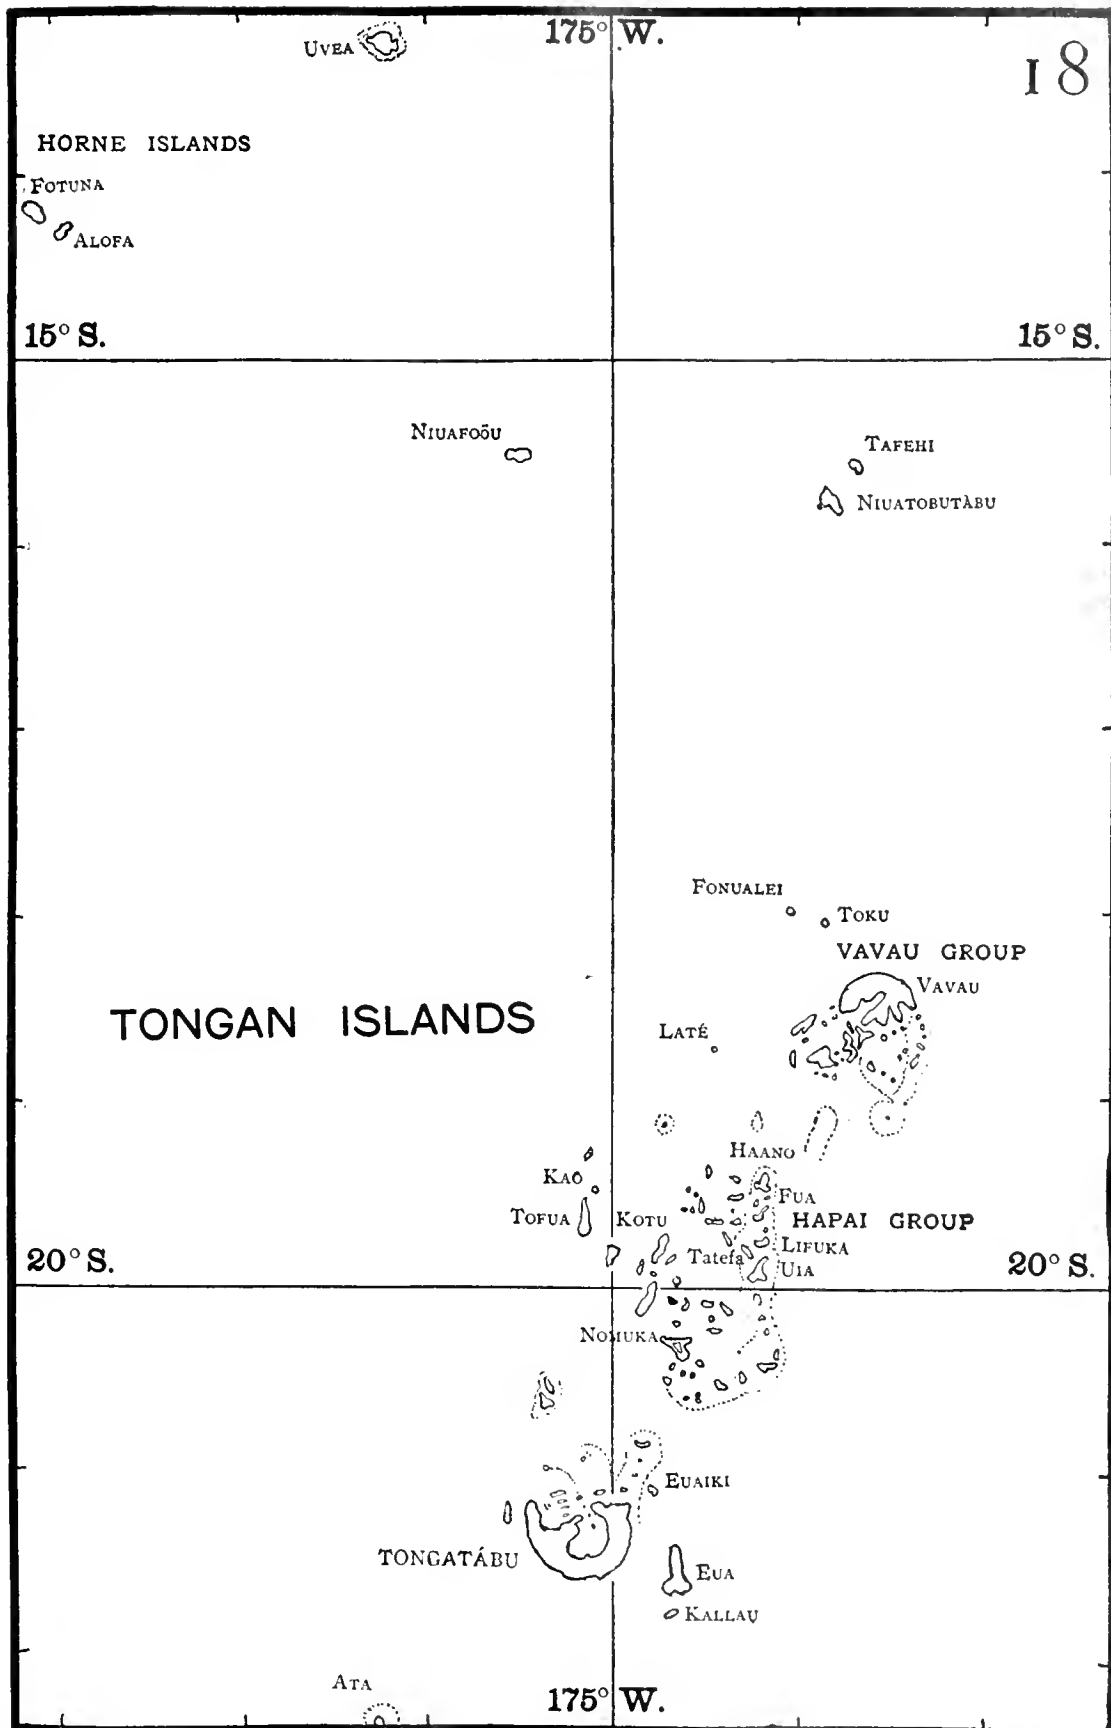 175° W.
UVEA
18
HORNE ISLANDS
FOTUNA
ALOFA
15° S.
15° S.
NIUAFOŏU
TAFEHI
NIUATOBUTÀBU
FONUALEI
TOKU
VAVAU GROUP
VAVAU
TONGAN ISLANDS
LATÉ
HAANO
KAO
FUA
TOFUA
KOTU
HAPAI GROUP
LIFUKA
Tatefa
UIA
20° S.
20° S.
NOMUKA
EUAIKI
TONGATÁBU
EUA
KALLAU
ATA
175° W.